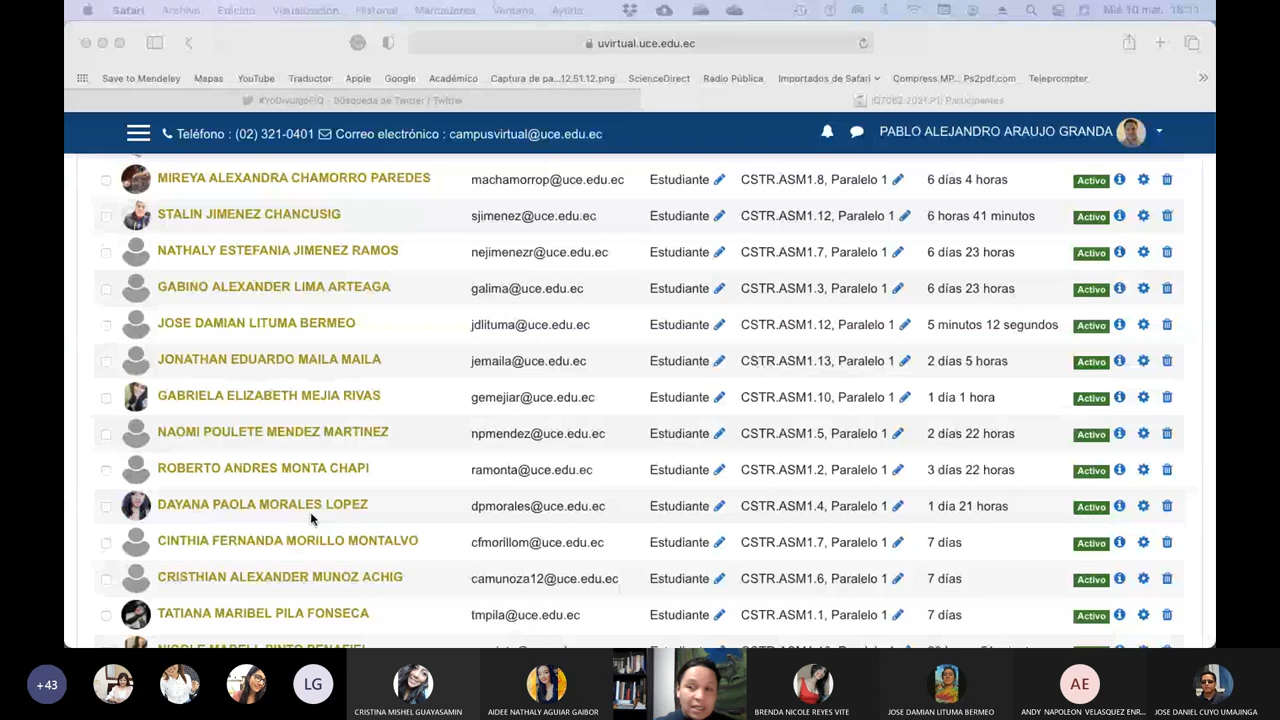 Safari Archivo Edición Visualización Historial Marcadores Ventana Ayuda Mié 10 mar. 18:11
uvirtual.uce.edu.ec
Save to Mendeley Mapas YouTube Traductor Apple Google Académico Captura de pa...12.51.12.png ScienceDirect Radio Pública Importados de Safari Compress MP... Ps2pdf.com Teleprompter
#YoDivulgoFIQ - Búsqueda de Twitter / Twitter (Q7062.2021.P1) Participantes
Teléfono : (02) 321-0401 Correo electrónico : campusvirtual@uce.edu.ec PABLO ALEJANDRO ARAUJO GRANDA
MIREYA ALEXANDRA CHAMORRO PAREDES machamorrop@uce.edu.ec Estudiante CSTR.ASM1.8, Paralelo 1 6 días 4 horas Activo
STALIN JIMENEZ CHANCUSIG sjimenez@uce.edu.ec Estudiante CSTR.ASM1.12, Paralelo 1 6 horas 41 minutos Activo
NATHALY ESTEFANIA JIMENEZ RAMOS nejimenezr@uce.edu.ec Estudiante CSTR.ASM1.7, Paralelo 1 6 días 23 horas Activo
GABINO ALEXANDER LIMA ARTEAGA galima@uce.edu.ec Estudiante CSTR.ASM1.3, Paralelo 1 6 días 23 horas Activo
JOSE DAMIAN LITUMA BERMEO jdlituma@uce.edu.ec Estudiante CSTR.ASM1.12, Paralelo 1 5 minutos 12 segundos Activo
JONATHAN EDUARDO MAILA MAILA jemaila@uce.edu.ec Estudiante CSTR.ASM1.13, Paralelo 1 2 días 5 horas Activo
GABRIELA ELIZABETH MEJIA RIVAS gemejiar@uce.edu.ec Estudiante CSTR.ASM1.10, Paralelo 1 1 día 1 hora Activo
NAOMI POULETE MENDEZ MARTINEZ npmendez@uce.edu.ec Estudiante CSTR.ASM1.5, Paralelo 1 2 días 22 horas Activo
ROBERTO ANDRES MONTA CHAPI ramonta@uce.edu.ec Estudiante CSTR.ASM1.2, Paralelo 1 3 días 22 horas Activo
DAYANA PAOLA MORALES LOPEZ dpmorales@uce.edu.ec Estudiante CSTR.ASM1.4, Paralelo 1 1 día 21 horas Activo
CINTHIA FERNANDA MORILLO MONTALVO cfmorillom@uce.edu.ec Estudiante CSTR.ASM1.7, Paralelo 1 7 días Activo
CRISTHIAN ALEXANDER MUNOZ ACHIG camunoza12@uce.edu.ec Estudiante CSTR.ASM1.6, Paralelo 1 7 días Activo
TATIANA MARIBEL PILA FONSECA tmpila@uce.edu.ec Estudiante CSTR.ASM1.1, Paralelo 1 7 días Activo
+43 LG AE
CRISTINA MISHEL GUAYASAMIN AIDEE NATHALY AGUIAR GAIBOR BRENDA NICOLE REYES VITE JOSE DAMIAN LITUMA BERMEO ANDY NAPOLEON VELASQUEZ ENR... JOSE DANIEL CUYO UMAJINGA